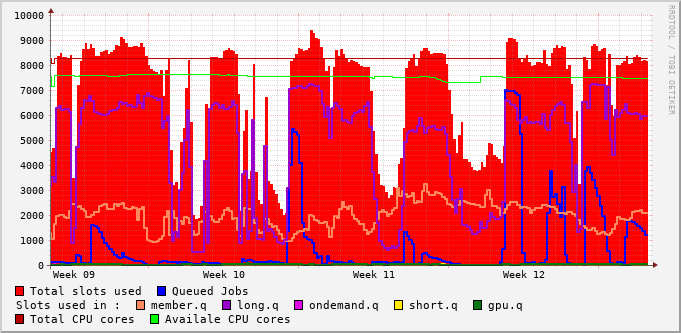 10000
9000
8000
7000
6000
5000
4000
3000
2000
1000
0
Week 09 Week 10 Week 11 Week 12
RRDTOOL / TOBI OETIKER
Total slots used Queued Jobs
Slots used in : member.q long.q ondemand.q short.q gpu.q
Total CPU cores Availale CPU cores